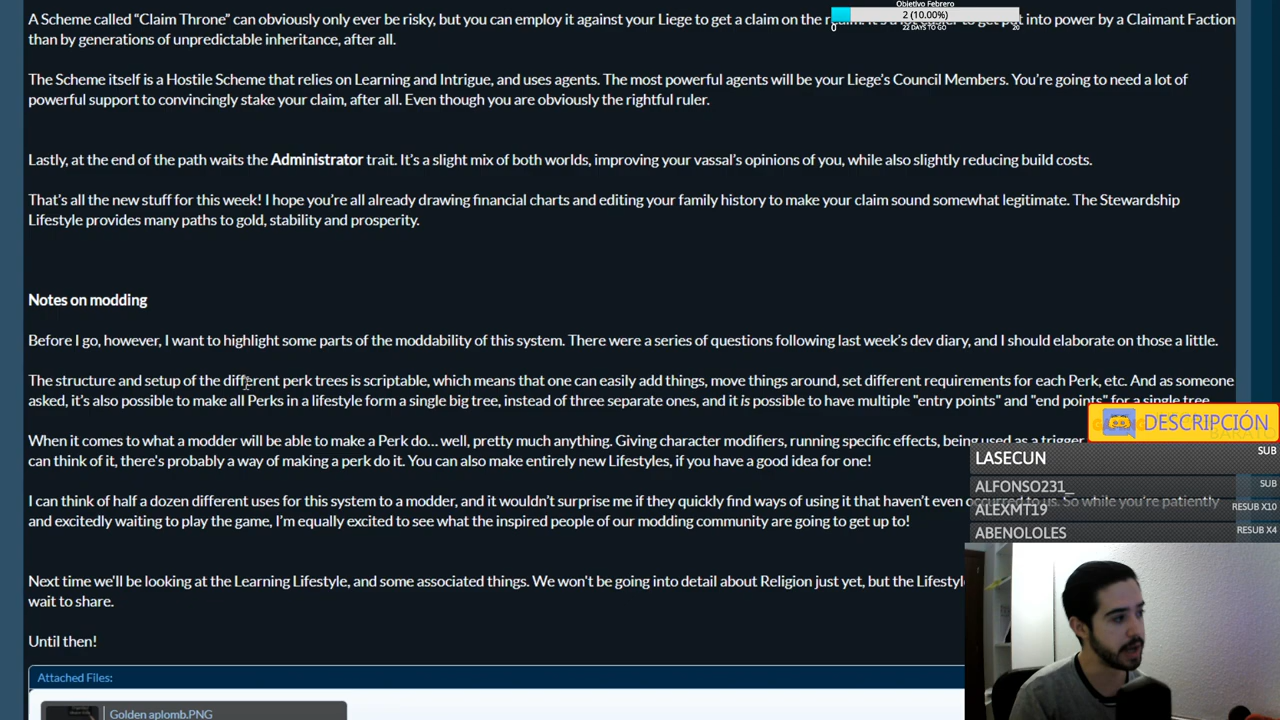 A Scheme called “Claim Throne” can obviously only ever be risky, but you can employ it against your Liege to get a claim on the realm. It's a lot easier to get put into power by a Claimant Faction
than by generations of unpredictable inheritance, after all.
Objetivo Febrero
2 (10.00%)
0
22 DAYS TO GO
20
The Scheme itself is a Hostile Scheme that relies on Learning and Intrigue, and uses agents. The most powerful agents will be your Liege’s Council Members. You’re going to need a lot of
powerful support to convincingly stake your claim, after all. Even though you are obviously the rightful ruler.
Lastly, at the end of the path waits the Administrator trait. It’s a slight mix of both worlds, improving your vassal’s opinions of you, while also slightly reducing build costs.
That’s all the new stuff for this week! I hope you’re all already drawing financial charts and editing your family history to make your claim sound somewhat legitimate. The Stewardship
Lifestyle provides many paths to gold, stability and prosperity.
Notes on modding
Before I go, however, I want to highlight some parts of the moddability of this system. There were a series of questions following last week’s dev diary, and I should elaborate on those a little.
The structure and setup of the different perk trees is scriptable, which means that one can easily add things, move things around, set different requirements for each Perk, etc. And as someone
asked, it’s also possible to make all Perks in a lifestyle form a single big tree, instead of three separate ones, and it is possible to have multiple "entry points" and "end points" for a single tree.
When it comes to what a modder will be able to make a Perk do… well, pretty much anything. Giving character modifiers, running specific effects, being used as a trigger
can think of it, there's probably a way of making a perk do it. You can also make entirely new Lifestyles, if you have a good idea for one!
I can think of half a dozen different uses for this system to a modder, and it wouldn’t surprise me if they quickly find ways of using it that haven’t even occurred to us. So while you’re patiently
and excitedly waiting to play the game, I’m equally excited to see what the inspired people of our modding community are going to get up to!
Next time we'll be looking at the Learning Lifestyle, and some associated things. We won't be going into detail about Religion just yet, but the Lifestyle
wait to share.
Until then!
Attached Files:
Golden aplomb.PNG
DESCRIPCIÓN
BARATO
LASECUN SUB
ALFONSO231_ SUB
ALEXMT19 RESUB X10
ABENOLOLES RESUB X4